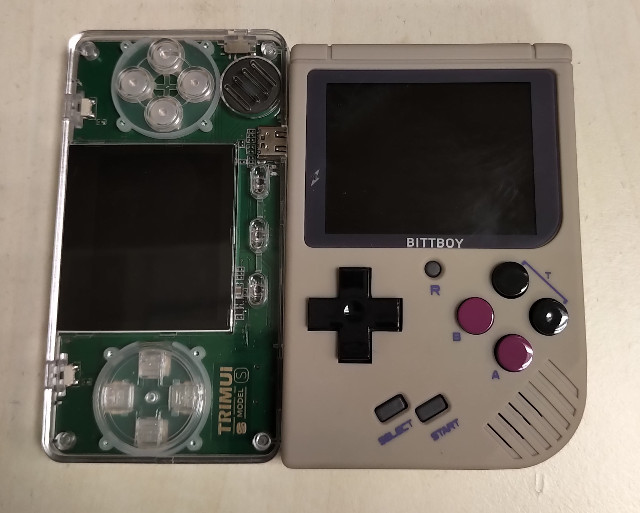 TRIMUI
S MODEL S
BITTBOY
R
T
B
A
SELECT
START